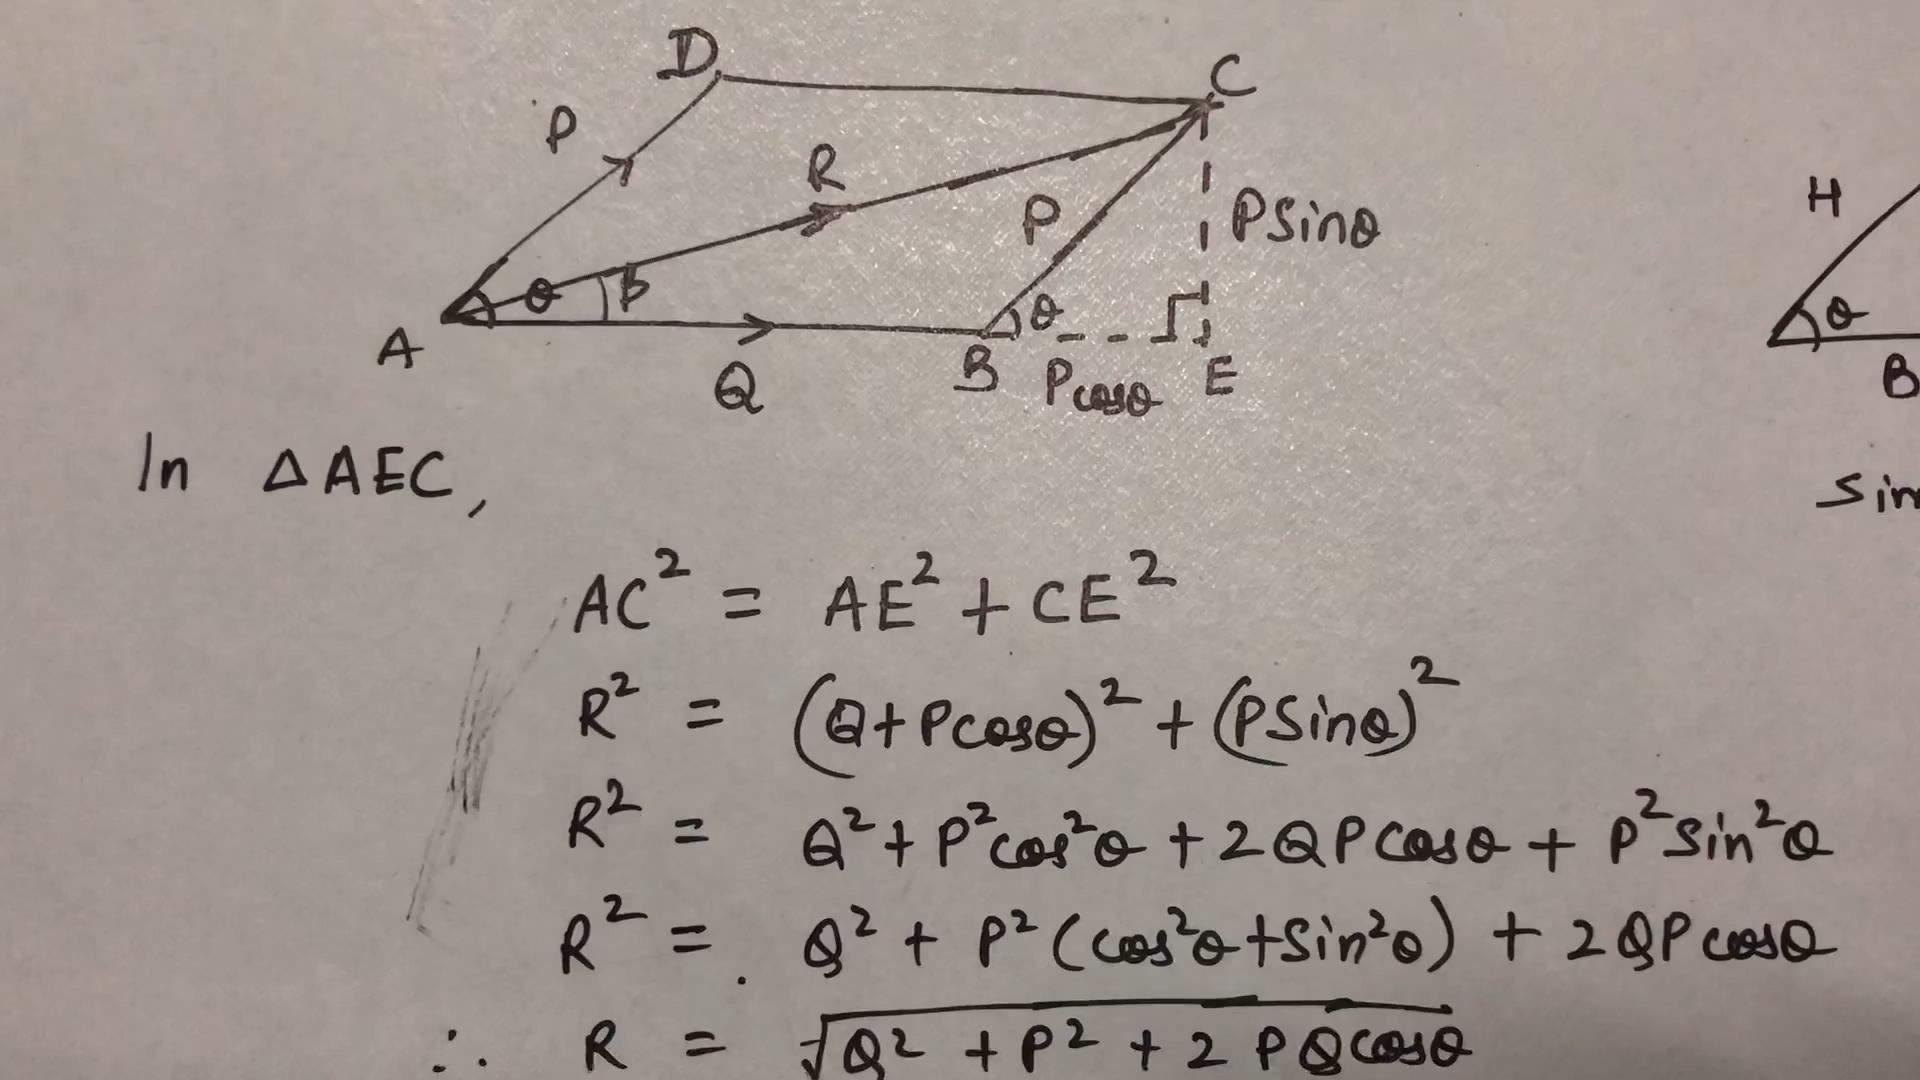 D
C
P
R
P
PSinθ
H
θ
β
θ
θ
A
Q
B
Pcosθ
E
B
In ΔAEC,
Sin
AC² = AE² + CE²
R² = (Q+Pcosθ)² + (PSinθ)²
R² = Q² + P²cos²θ + 2QPcosθ + P²Sin²θ
R² = Q² + P²(cos²θ+Sin²θ) + 2QPcosθ
∴ R = √Q² + P² + 2PQcosθ